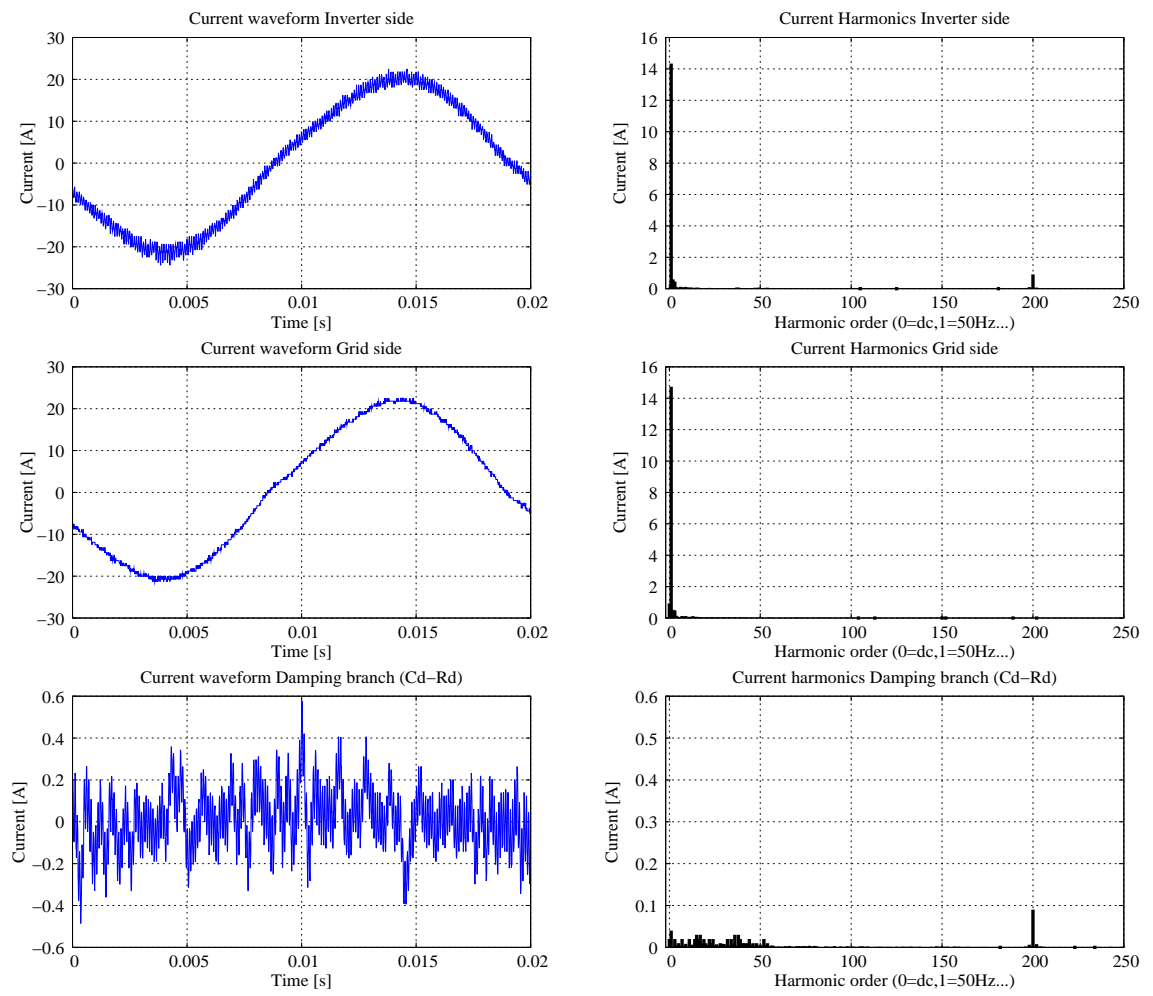 Current waveform Inverter side
30
20
10
0
−10
−20
−30
0 0.005 0.01 0.015 0.02
Current [A]
Time [s]
Current Harmonics Inverter side
16
14
12
10
8
6
4
2
0
0 50 100 150 200 250
Current [A]
Harmonic order (0=dc,1=50Hz...)
Current waveform Grid side
30
20
10
0
−10
−20
−30
0 0.005 0.01 0.015 0.02
Current [A]
Time [s]
Current Harmonics Grid side
16
14
12
10
8
6
4
2
0
0 50 100 150 200 250
Current [A]
Harmonic order (0=dc,1=50Hz...)
Current waveform Damping branch (Cd−Rd)
0.6
0.4
0.2
0
−0.2
−0.4
−0.6
0 0.005 0.01 0.015 0.02
Current [A]
Time [s]
Current harmonics Damping branch (Cd−Rd)
0.6
0.5
0.4
0.3
0.2
0.1
0
0 50 100 150 200 250
Current [A]
Harmonic order (0=dc,1=50Hz...)